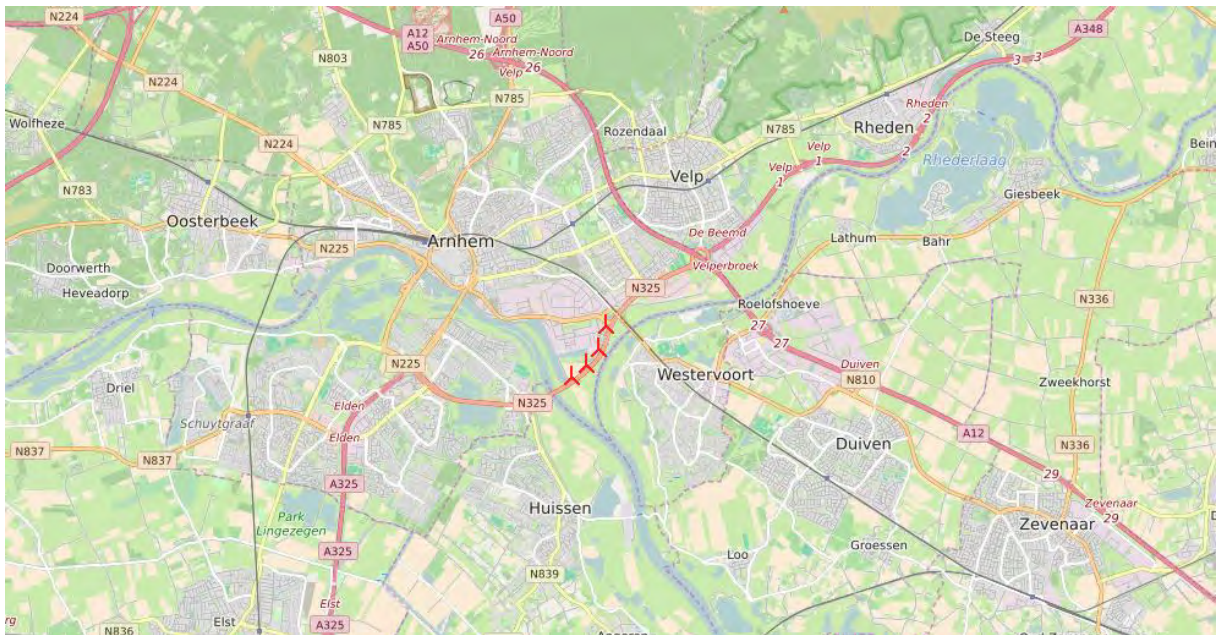 N224
A50
A12
A50
Arnhem-Noord
26
Arnhem-Noord
26
Velp
De Steeg
A348
3
3
N803
N224
N785
Rheden
2
Rheden
Wolfheze
N785
Rozendaal
N785
N224
Velp
1
2
Rhederlaag
N783
Velp
Velp
1
Giesbeek
Oosterbeek
De Beemd
Lathum
Bahr
Arnhem
N225
Doorwerth
Velperbroek
Heveadorp
N325
Roelofshoeve
N336
27
27
N225
Driel
Westervoort
Duiven
N810
Zweekhorst
Elden
N325
Schuytgraaf
Elden
Duiven
A12
N336
N837
N837
29
A325
Huissen
Zevenaar
29
Park
Lingezegen
Zevenaar
A325
Loo
Groessen
N839
Elst
Elst
A325
N836